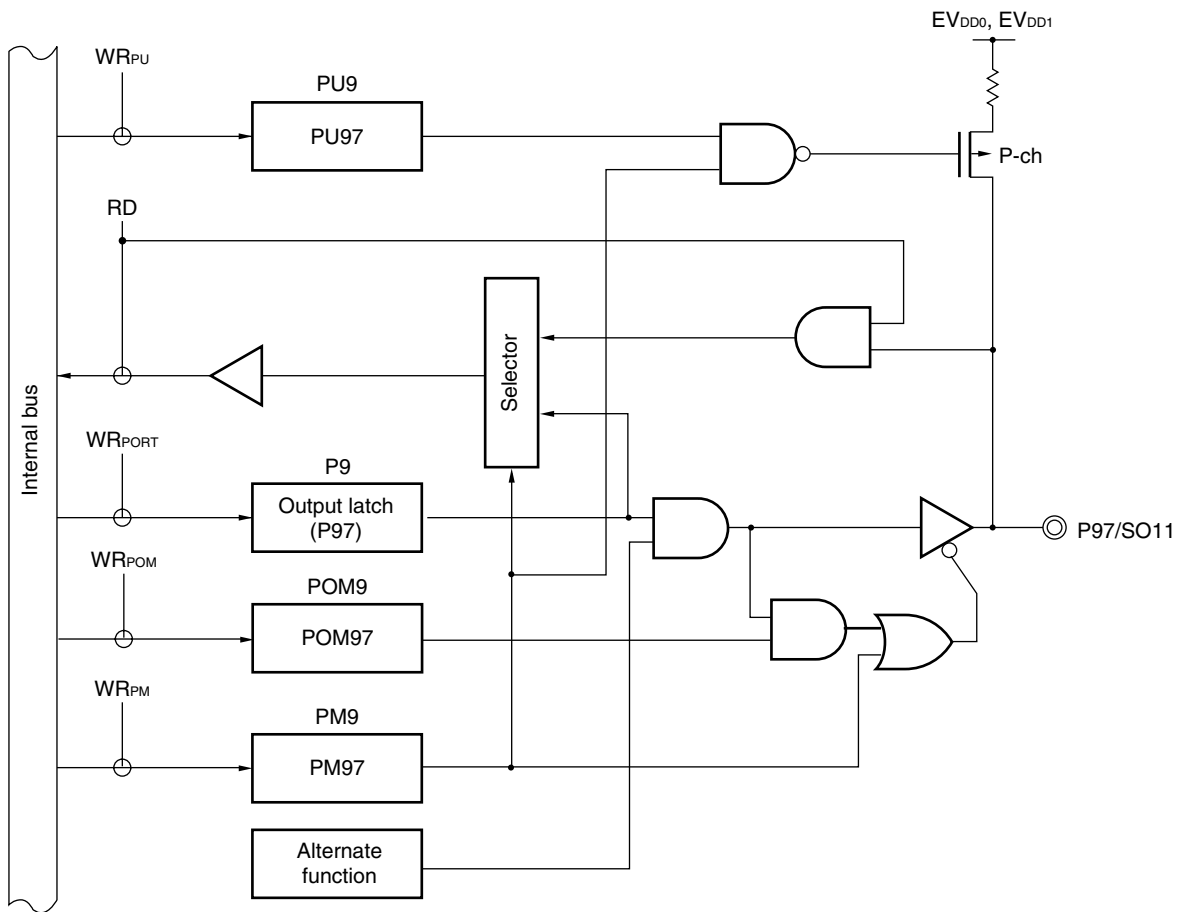 EVDD0, EVDD1
WRPU
PU9
PU97
P-ch
RD
Selector
Internal bus
WRPORT
P9
Output latch
(P97)
P97/SO11
WRPOM
POM9
POM97
WRPM
PM9
PM97
Alternate
function